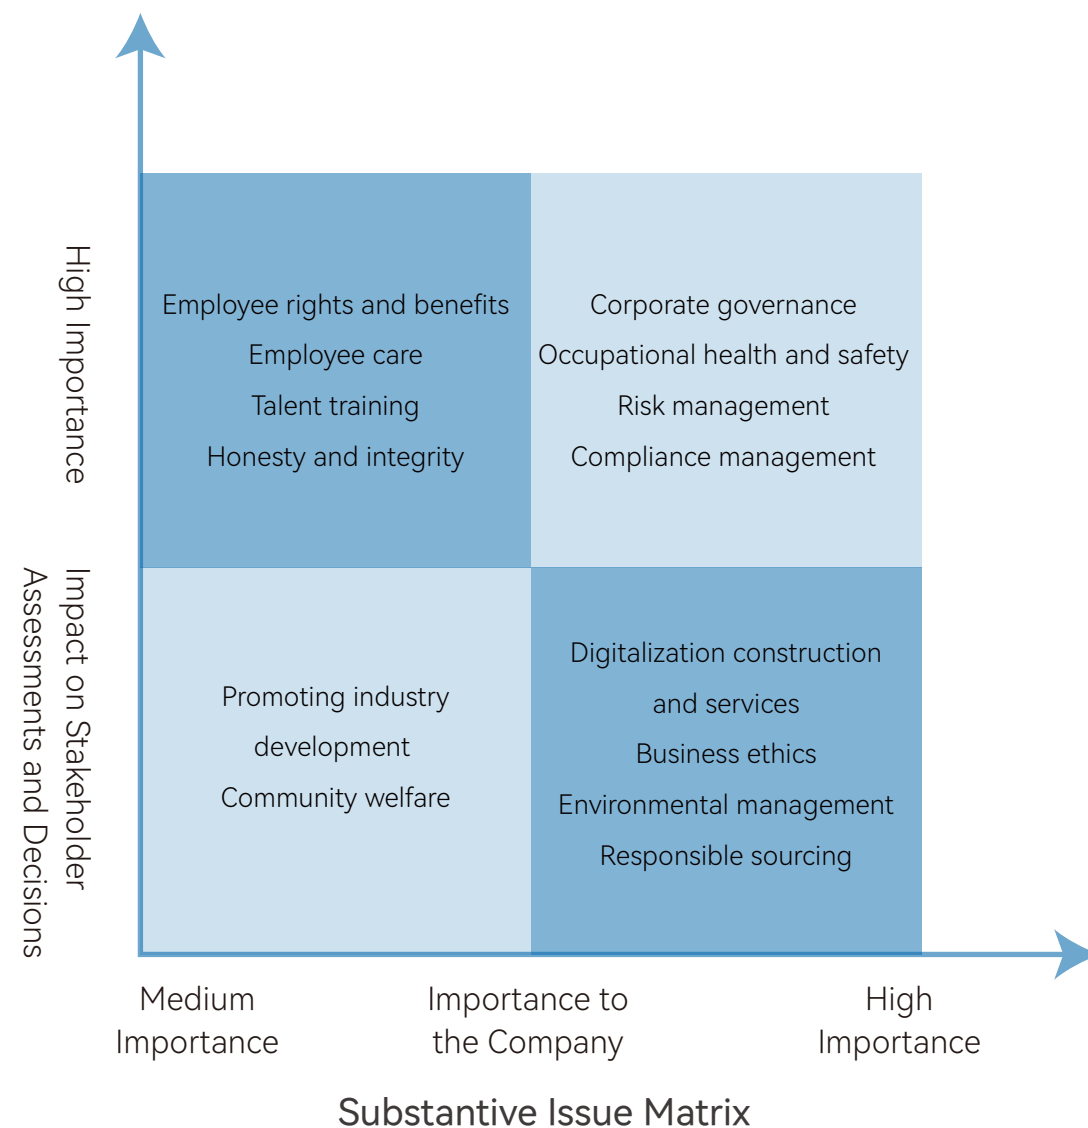 High Importance
Impact on Stakeholder
Assessments and Decisions
Employee rights and benefits
Employee care
Talent training
Honesty and integrity
Corporate governance
Occupational health and safety
Risk management
Compliance management
Promoting industry
development
Community welfare
Digitalization construction
and services
Business ethics
Environmental management
Responsible sourcing
Medium
Importance
Importance to
the Company
High
Importance
Substantive Issue Matrix